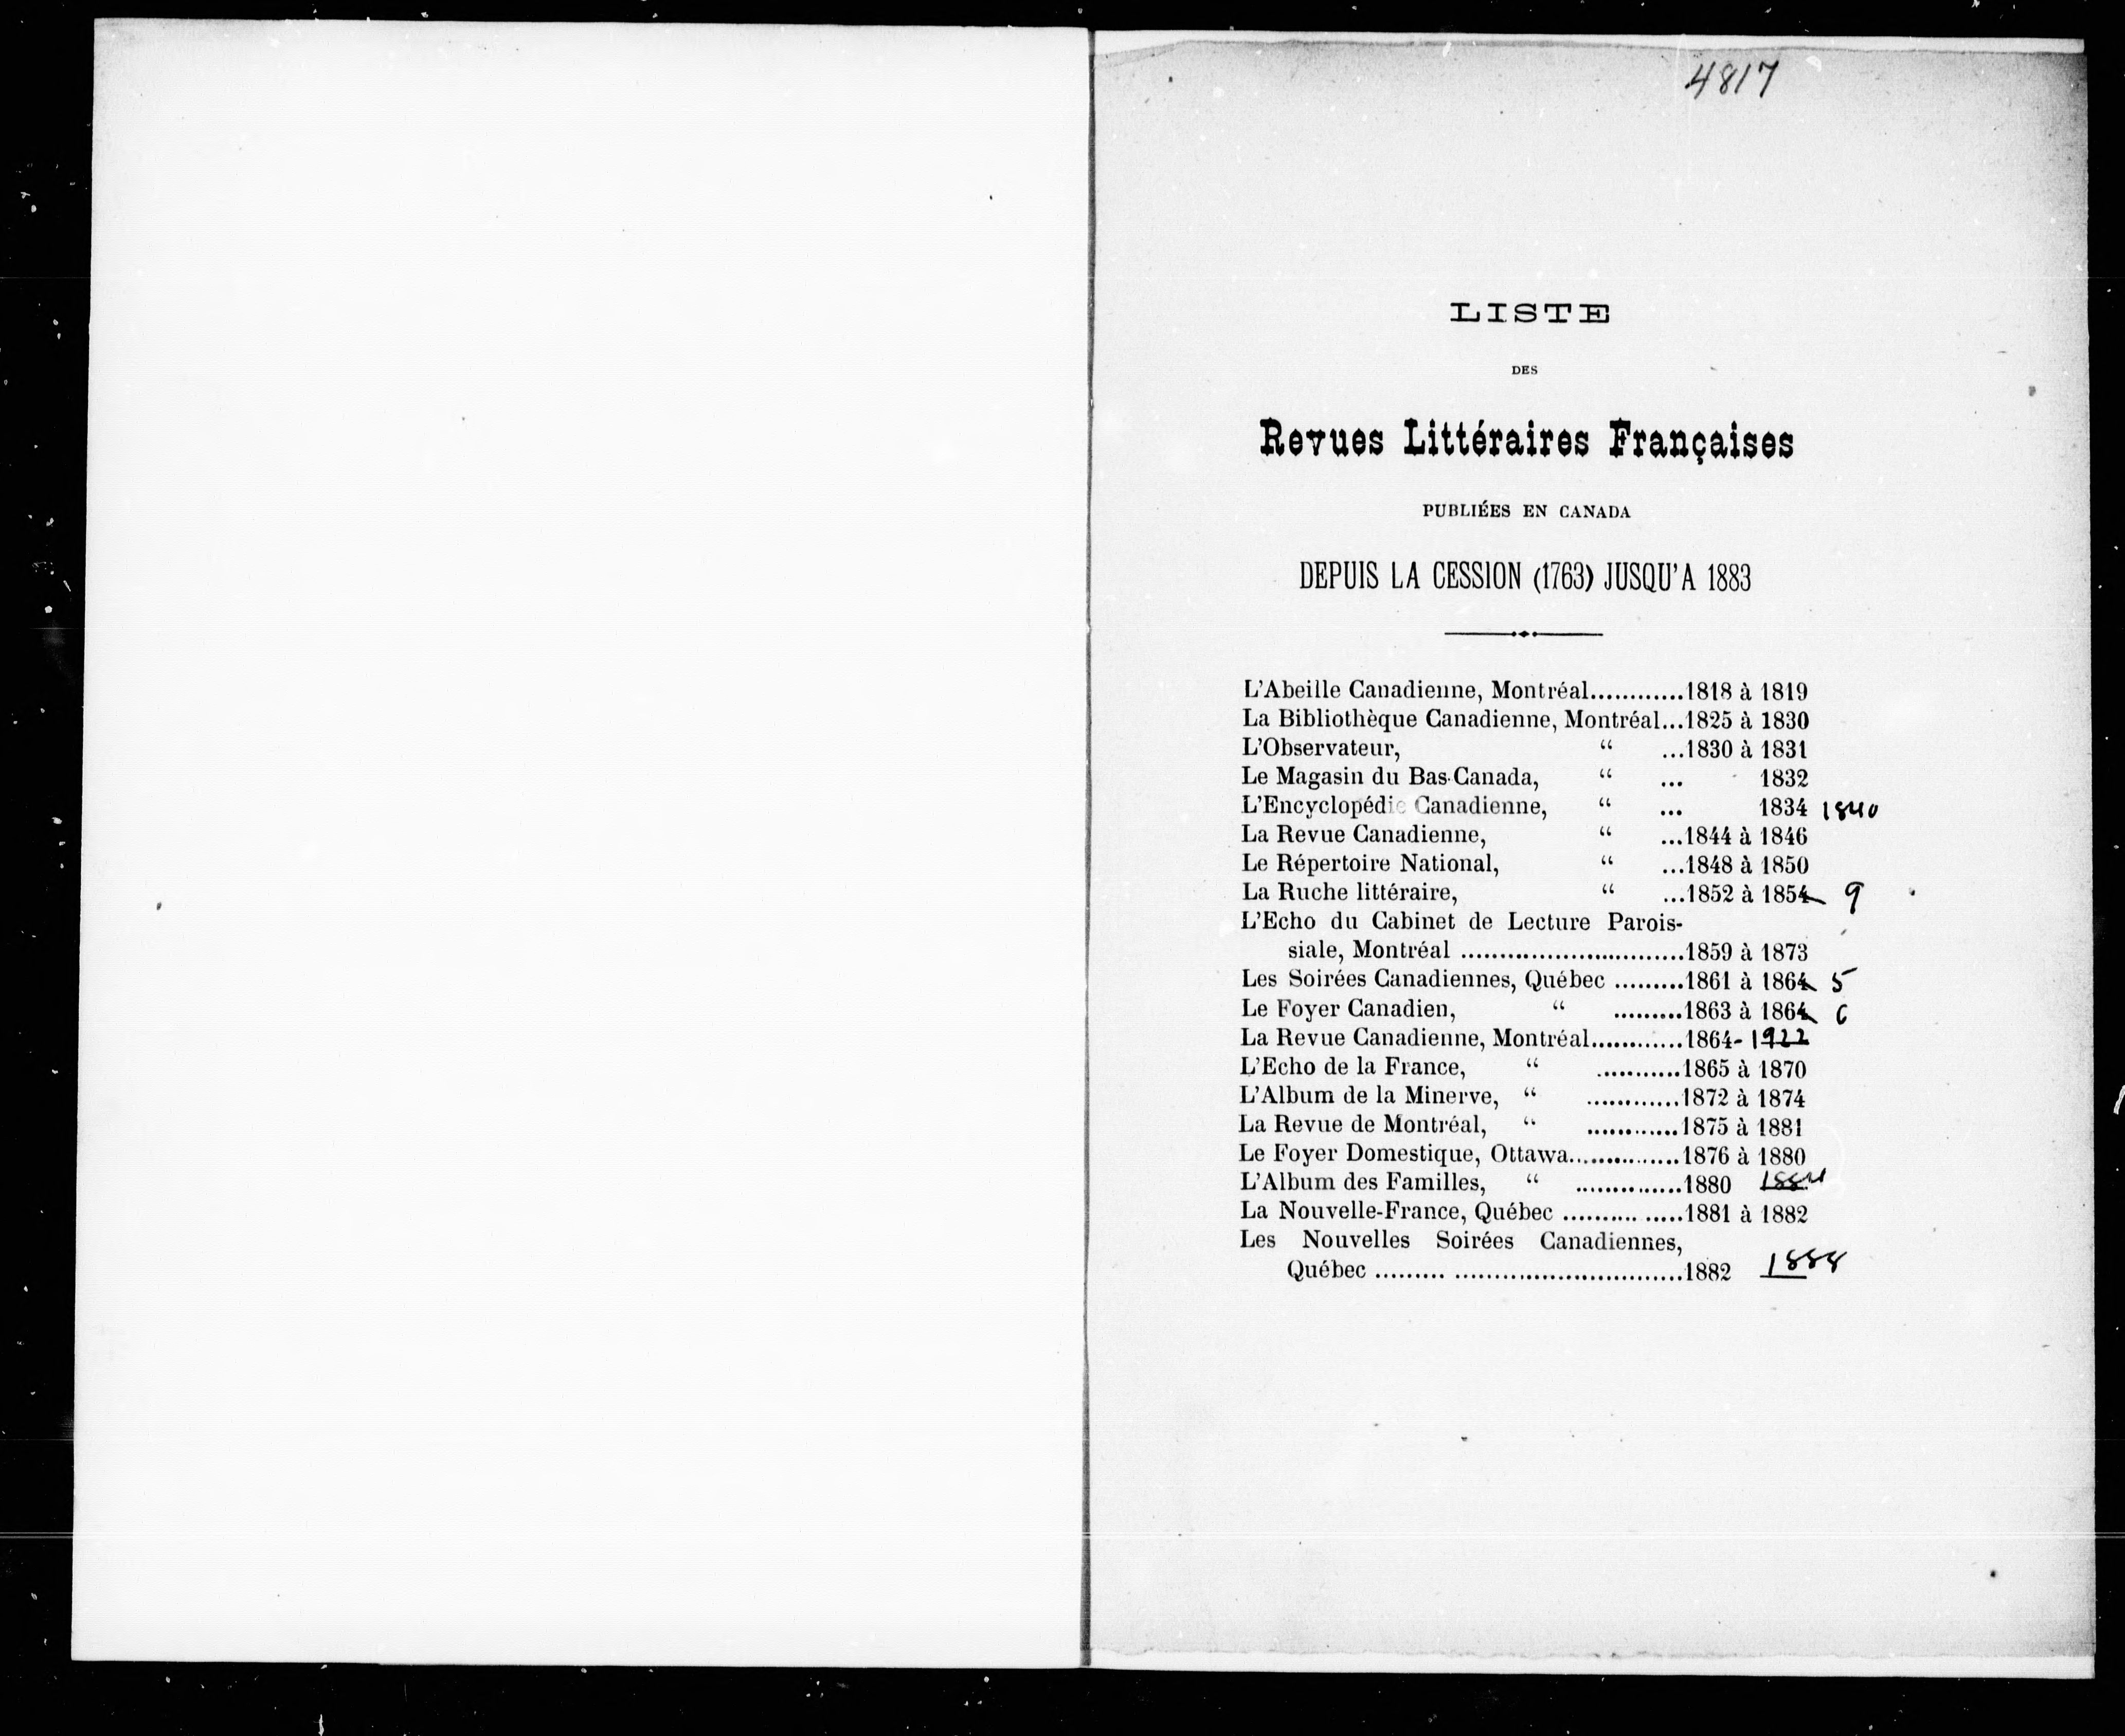 4817
LISTE
DES
Revues Littéraires Françaises
PUBLIÉES EN CANADA
DEPUIS LA CESSION (1763) JUSQU'A 1883
L'Abeille Canadienne, Montréal............1818 à 1819
La Bibliothèque Canadienne, Montréal...1825 à 1830
L'Observateur, “ ...1830 à 1831
Le Magasin du Bas-Canada, “ ... 1832
L'Encyclopédie Canadienne, “ ... 1834 1840
La Revue Canadienne, “ ...1844 à 1846
Le Répertoire National, “ ...1848 à 1850
La Ruche littéraire, “ ...1852 à 1854 9
L'Echo du Cabinet de Lecture Parois-
siale, Montréal .............................1859 à 1873
Les Soirées Canadiennes, Québec .........1861 à 1864 5
Le Foyer Canadien, “ .........1863 à 1864 6
La Revue Canadienne, Montréal............1864-1922
L'Echo de la France, “ ...........1865 à 1870
L'Album de la Minerve, “ ............1872 à 1874
La Revue de Montréal, “ ............1875 à 1881
Le Foyer Domestique, Ottawa...............1876 à 1880
L'Album des Familles, “ ..............1880 1884
La Nouvelle-France, Québec .......... .....1881 à 1882
Les Nouvelles Soirées Canadiennes,
Québec ......... ..............................1882 1888